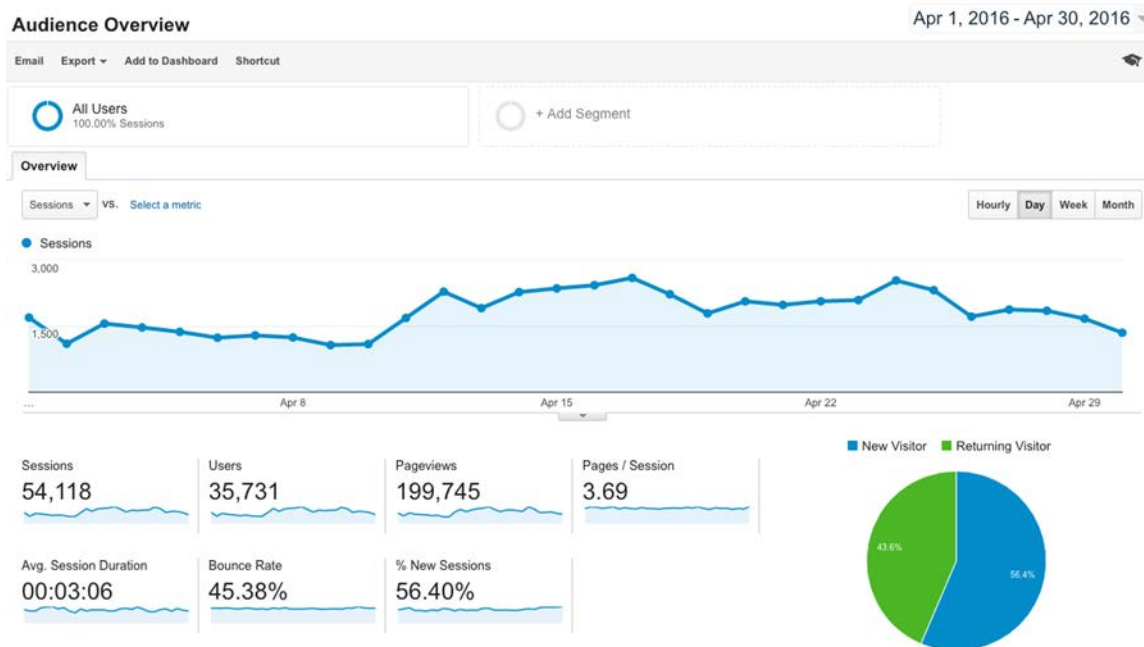 Audience Overview
Apr 1, 2016 - Apr 30, 2016
Email Export Add to Dashboard Shortcut
All Users
100.00% Sessions
+ Add Segment
Overview
Sessions VS. Select a metric
Hourly Day Week Month
Sessions
3,000
1,500
... Apr 8 Apr 15 Apr 22 Apr 29
New Visitor Returning Visitor
Sessions Users Pageviews Pages / Session
54,118 35,731 199,745 3.69
Avg. Session Duration Bounce Rate % New Sessions
00:03:06 45.38% 56.40%
43.6%
56.4%